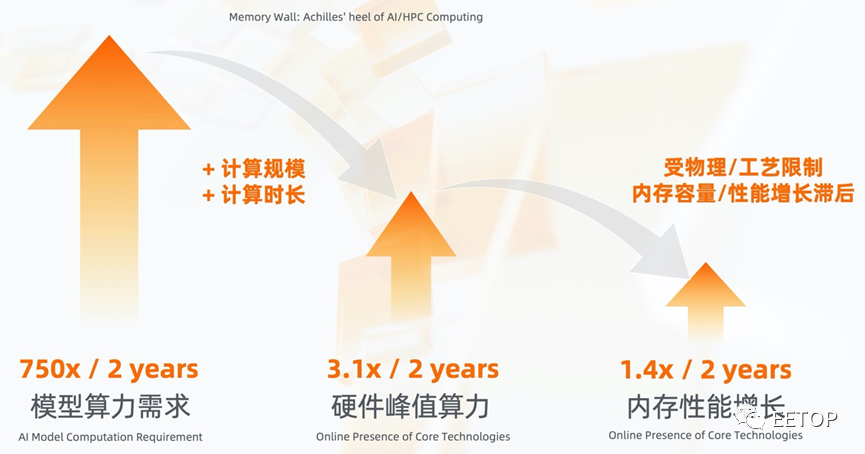 Memory Wall: Achilles' heel of AI/HPC Computing
+ 计算规模
+ 计算时长
受物理/工艺限制
内存容量/性能增长滞后
750x / 2 years
模型算力需求
AI Model Computation Requirement
3.1x / 2 years
硬件峰值算力
Online Presence of Core Technologies
1.4x / 2 years
内存性能增长
Online Presence of Core Technologies
EETOP